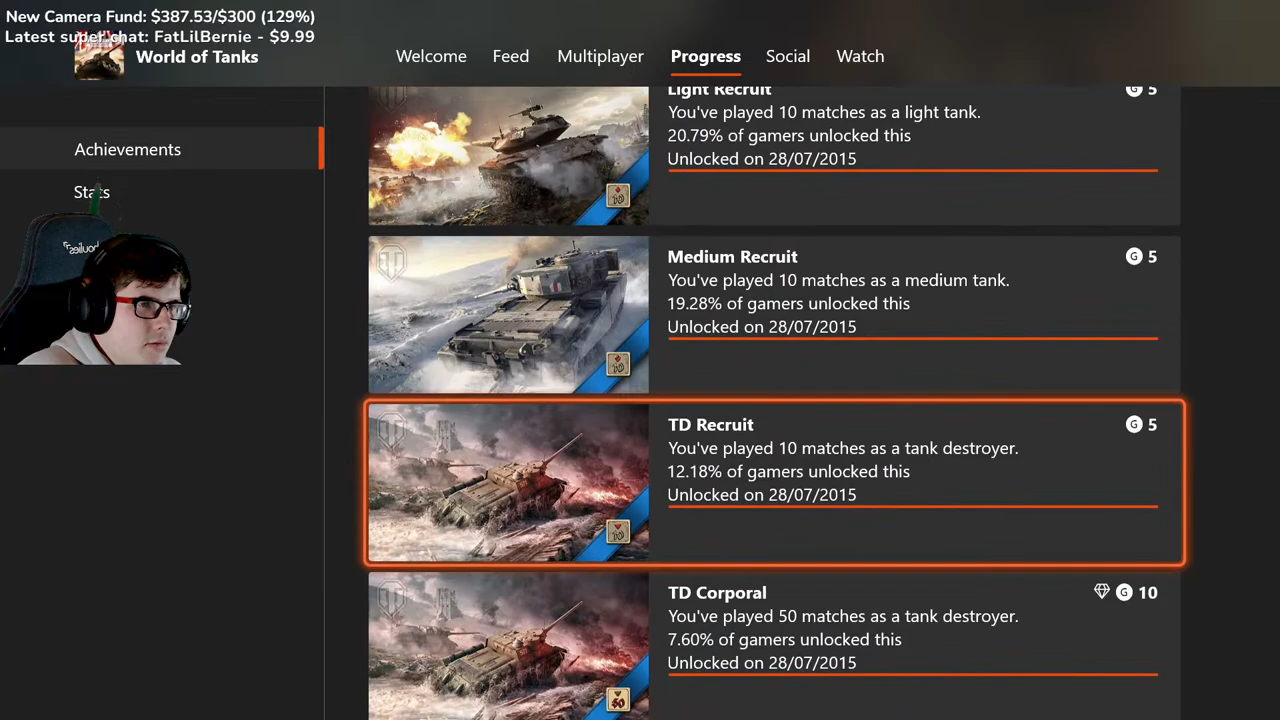 New Camera Fund: $387.53/$300 (129%)
Latest super chat: FatLilBernie - $9.99
World of Tanks
Welcome
Feed
Multiplayer
Progress
Social
Watch
Achievements
Stats
Light Recruit
G 5
You've played 10 matches as a light tank.
20.79% of gamers unlocked this
Unlocked on 28/07/2015
10
Medium Recruit
G 5
You've played 10 matches as a medium tank.
19.28% of gamers unlocked this
Unlocked on 28/07/2015
10
TD Recruit
G 5
You've played 10 matches as a tank destroyer.
12.18% of gamers unlocked this
Unlocked on 28/07/2015
10
TD Corporal
G 10
You've played 50 matches as a tank destroyer.
7.60% of gamers unlocked this
Unlocked on 28/07/2015
50